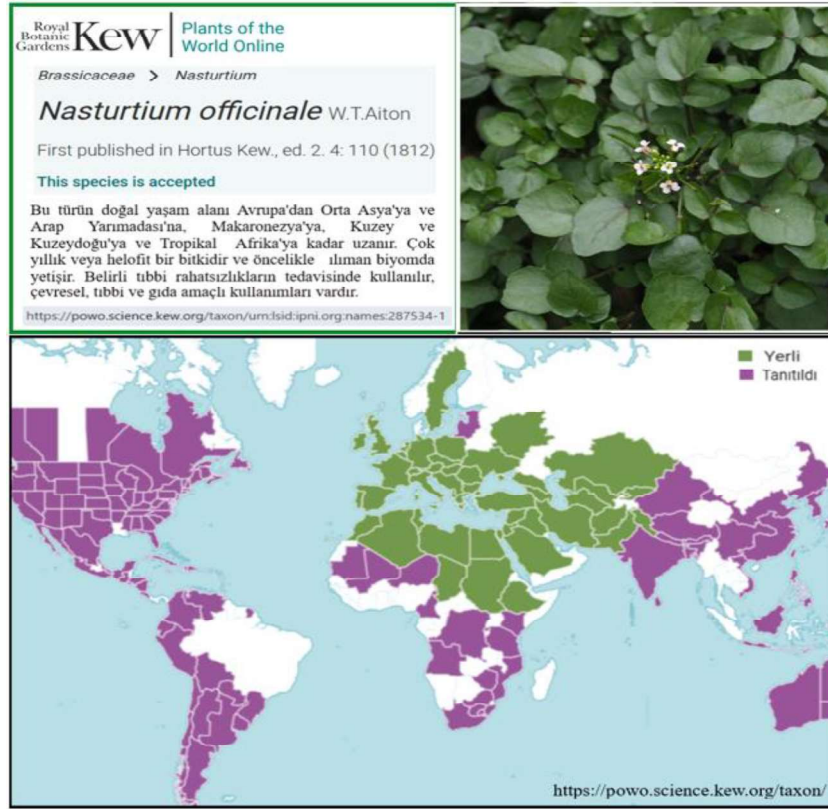 Royal
Botanic
Gardens
Kew
Plants of the
World Online
Brassicaceae > Nasturtium
Nasturtium officinale W.T.Aiton
First published in Hortus Kew., ed. 2. 4: 110 (1812)
This species is accepted
Bu türün doğal yaşam alanı Avrupa'dan Orta Asya'ya ve
Arap Yarımadası'na, Makaronezya'ya, Kuzey ve
Kuzeydoğu'ya ve Tropikal Afrika'ya kadar uzanır. Çok
yıllık veya helofit bir bitkidir ve öncelikle ılıman biyomda
yetişir. Belirli tıbbi rahatsızlıkların tedavisinde kullanılır,
çevresel, tıbbi ve gıda amaçlı kullanımları vardır.
https://powo.science.kew.org/taxon/urn:lsid:ipni.org:names:287534-1
Yerli
Tanıtıldı
https://powo.science.kew.org/taxon/